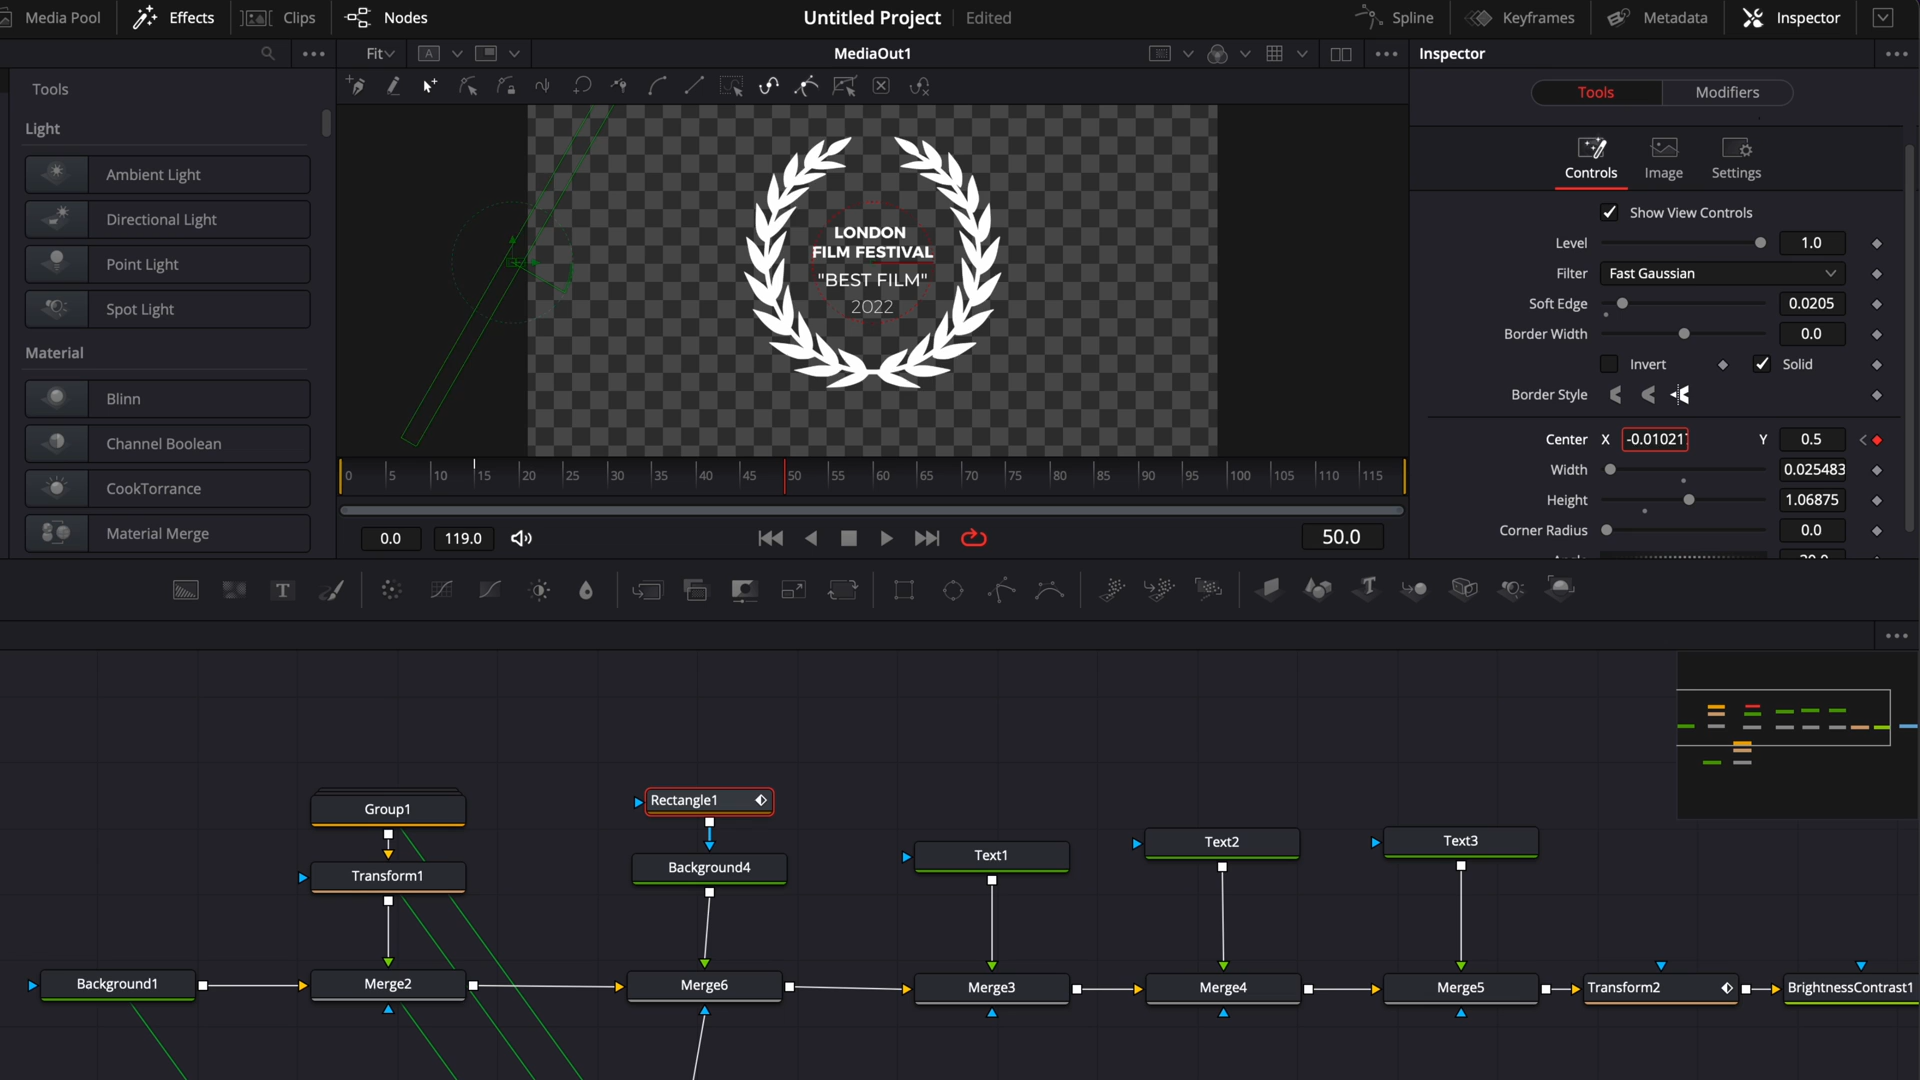 Media Pool
Effects
Clips
Nodes
Untitled Project
Edited
Spline
Keyframes
Metadata
Inspector
Fit
A
MediaOut1
Inspector
Tools
Light
Ambient Light
Directional Light
Point Light
Spot Light
Material
Blinn
Channel Boolean
CookTorrance
Material Merge
LONDON
FILM FESTIVAL
"BEST FILM"
2022
0 5 10 15 20 25 30 35 40 45 50 55 60 65 70 75 80 85 90 95 100 105 110 115
0.0
119.0
50.0
Tools
Modifiers
Controls
Image
Settings
Show View Controls
Level
1.0
Filter
Fast Gaussian
Soft Edge
0.0205
Border Width
0.0
Invert
Solid
Border Style
Center
X
-0.01021
Y
0.5
Width
0.025483
Height
1.06875
Corner Radius
0.0
T
T
Group1
Transform1
Rectangle1
Background4
Text1
Text2
Text3
Background1
Merge2
Merge6
Merge3
Merge4
Merge5
Transform2
BrightnessContrast1